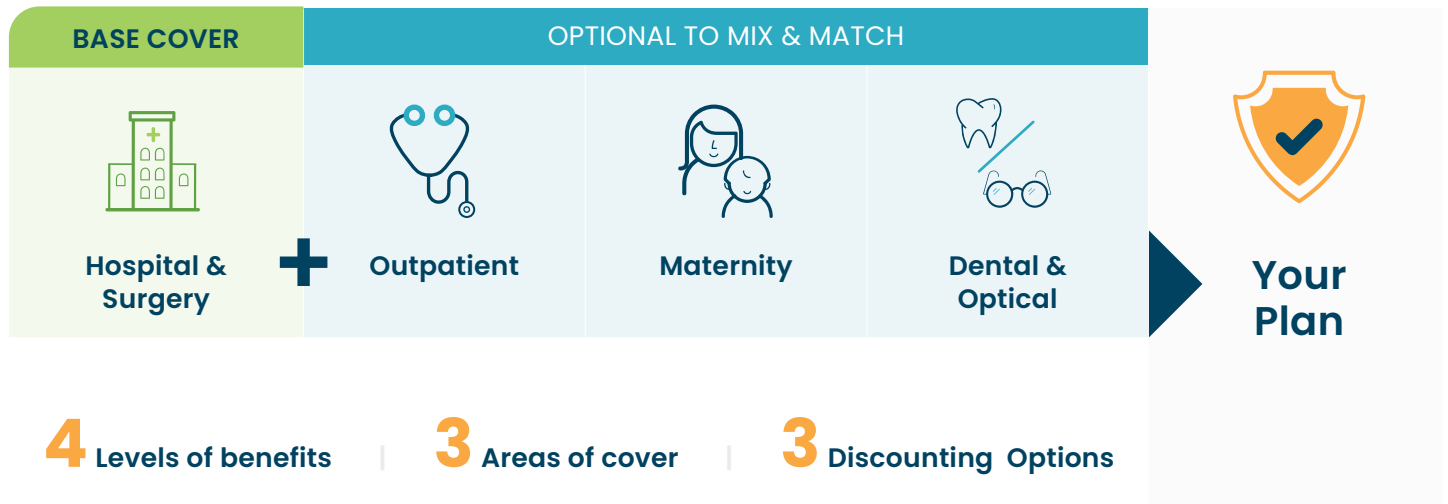 BASE COVER
OPTIONAL TO MIX & MATCH
Hospital &
Surgery
Outpatient
Maternity
Dental &
Optical
Your
Plan
4 Levels of benefits
3 Areas of cover
3 Discounting Options